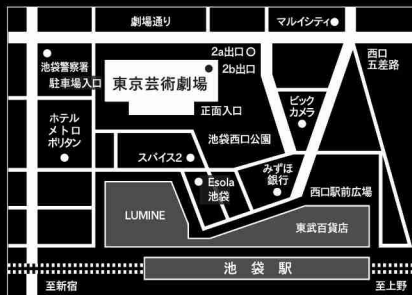 劇場通り
マルイシティ
2a出口
2b出口
西口
五差路
池袋警察署
駐車場入口
東京芸術劇場
正面入口
ビック
カメラ
ホテル
メトロ
ポリタン
池袋西口公園
スパイス2
Esola
池袋
みずほ
銀行
西口駅前広場
LUMINE
東武百貨店
池袋駅
至新宿
至上野